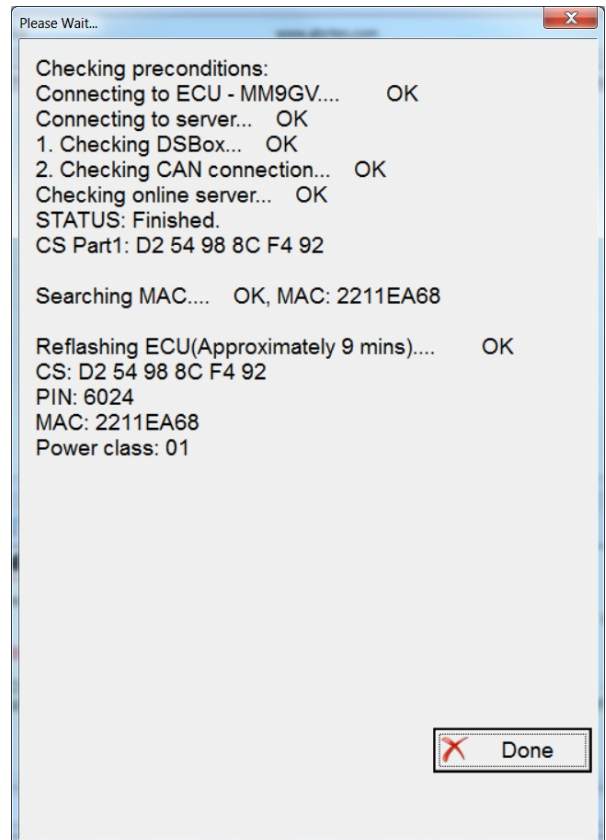 Please Wait...
Checking preconditions:
Connecting to ECU - MM9GV.... OK
Connecting to server... OK
1. Checking DSBox... OK
2. Checking CAN connection... OK
Checking online server... OK
STATUS: Finished.
CS Part1: D2 54 98 8C F4 92
Searching MAC.... OK, MAC: 2211EA68
Reflashing ECU(Approximately 9 mins).... OK
CS: D2 54 98 8C F4 92
PIN: 6024
MAC: 2211EA68
Power class: 01
Done